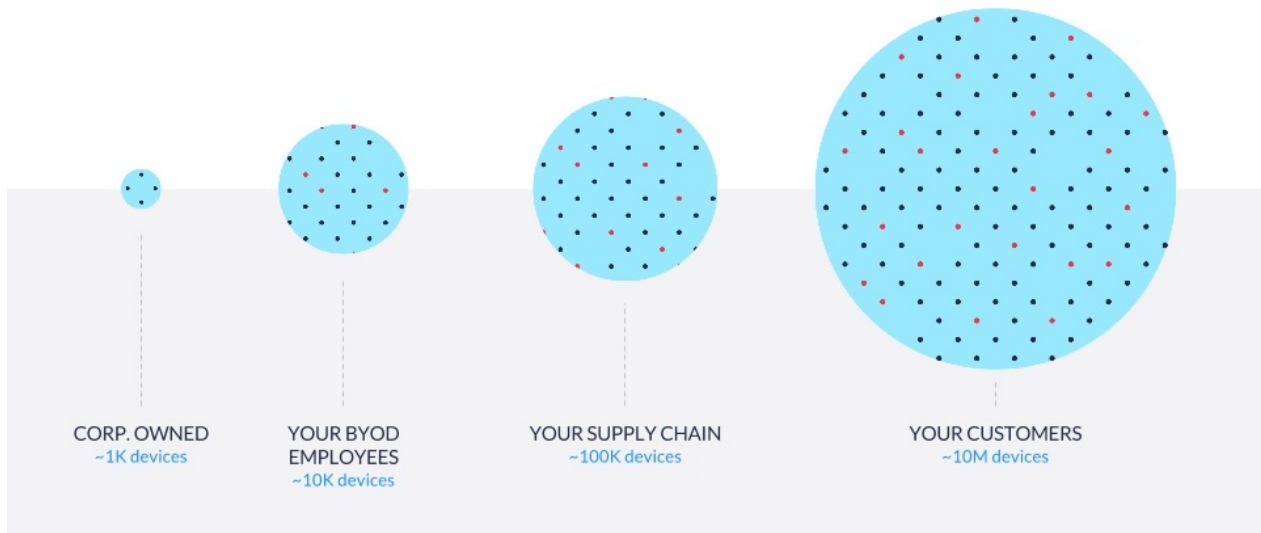 CORP. OWNED
~1K devices
YOUR BYOD
EMPLOYEES
~10K devices
YOUR SUPPLY CHAIN
~100K devices
YOUR CUSTOMERS
~10M devices